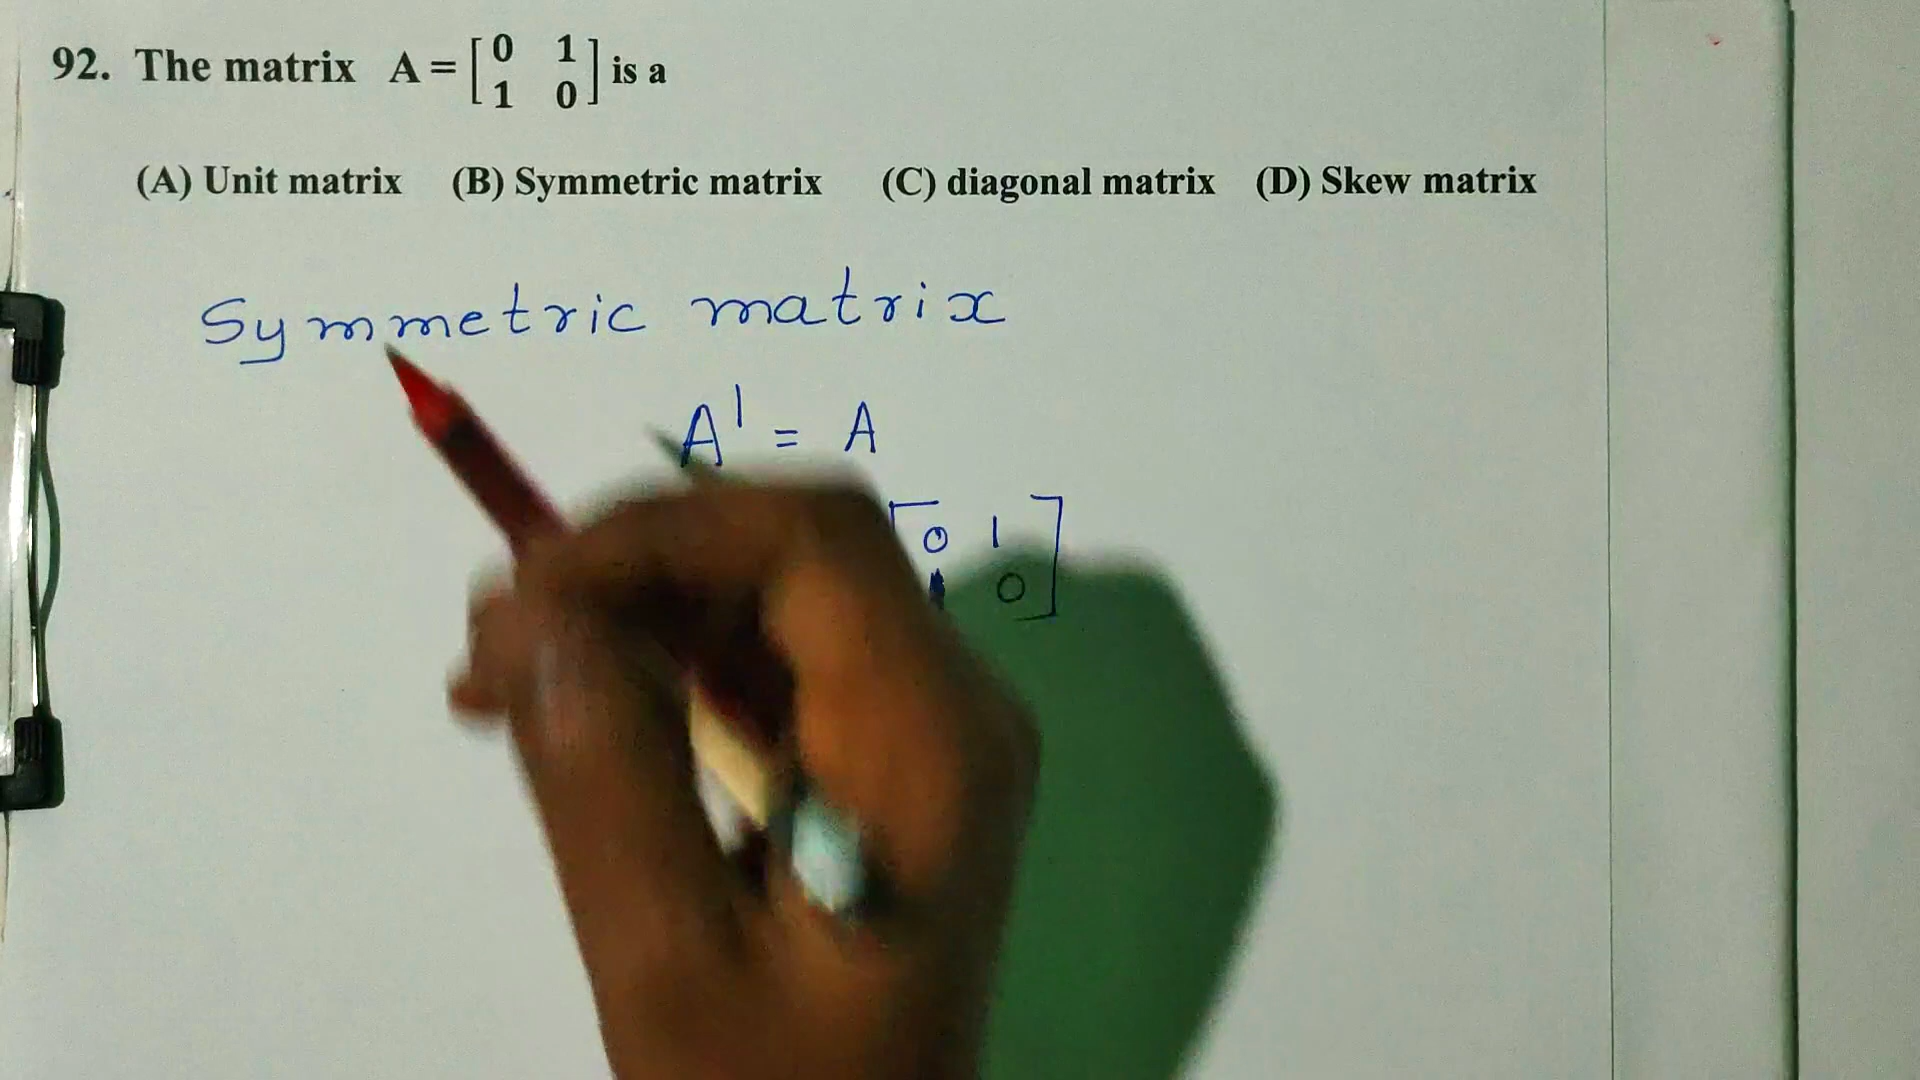 92. The matrix A = [0 1
1 0] is a
(A) Unit matrix (B) Symmetric matrix (C) diagonal matrix (D) Skew matrix
Symmetric matrix
A' = A
[0 1
1 0]